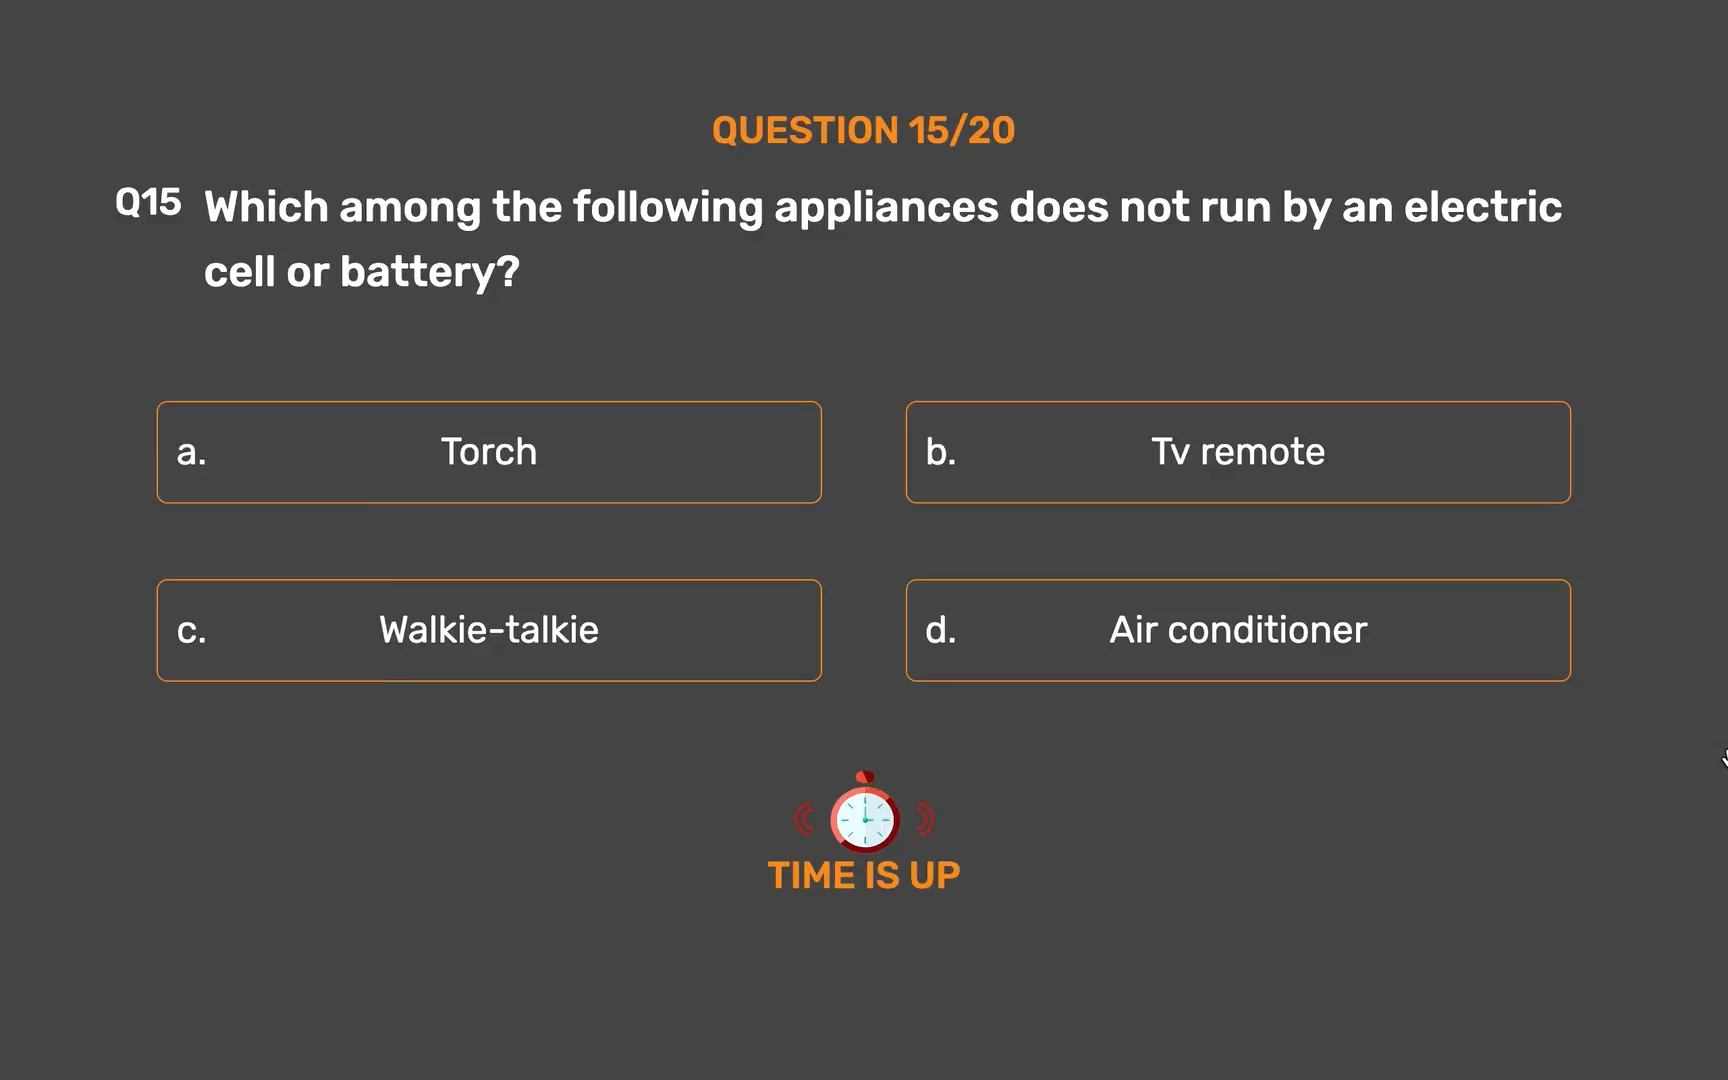 QUESTION 15/20
Q15 Which among the following appliances does not run by an electric
cell or battery?
a. Torch
b. Tv remote
c. Walkie-talkie
d. Air conditioner
TIME IS UP